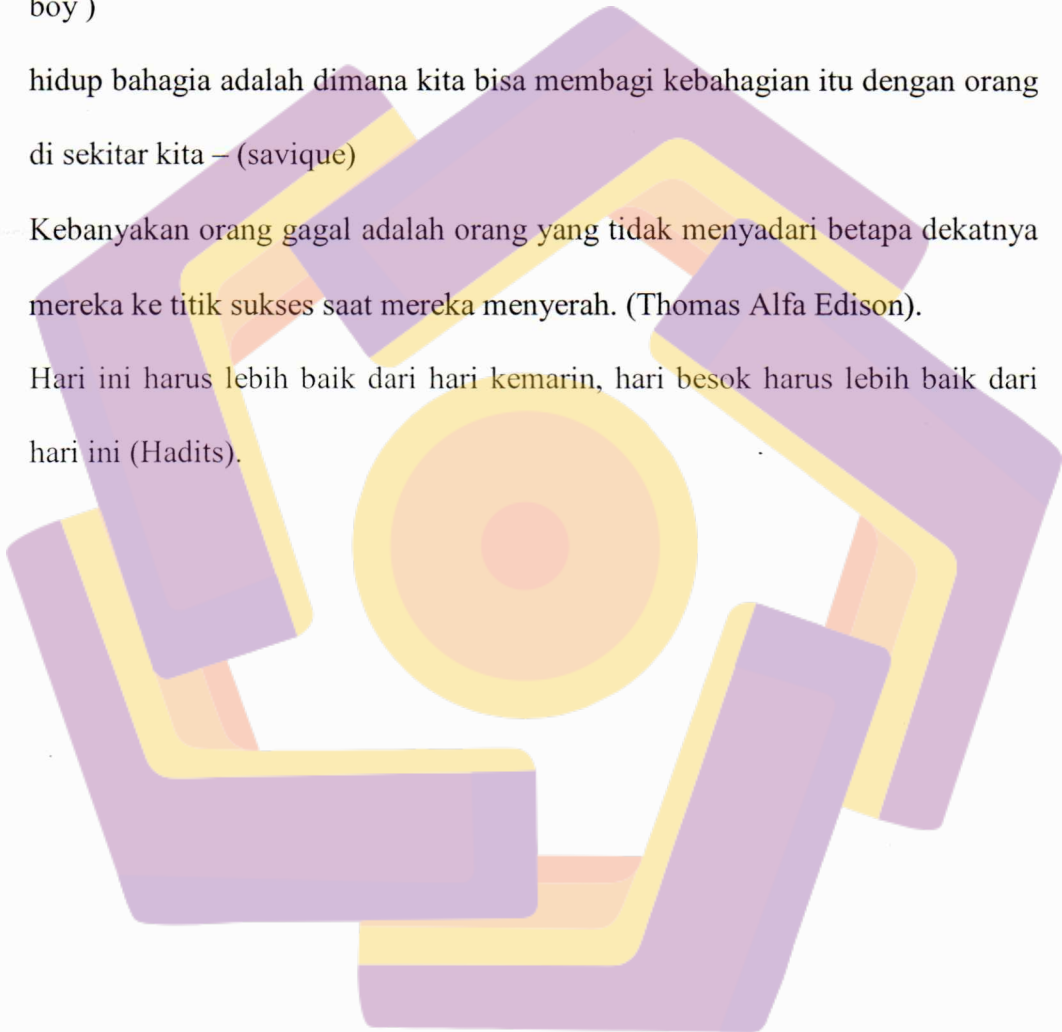 boy )
hidup bahagia adalah dimana kita bisa membagi kebahagian itu dengan orang
di sekitar kita – (savique)
Kebanyakan orang gagal adalah orang yang tidak menyadari betapa dekatnya
mereka ke titik sukses saat mereka menyerah. (Thomas Alfa Edison).
Hari ini harus lebih baik dari hari kemarin, hari besok harus lebih baik dari
hari ini (Hadits).